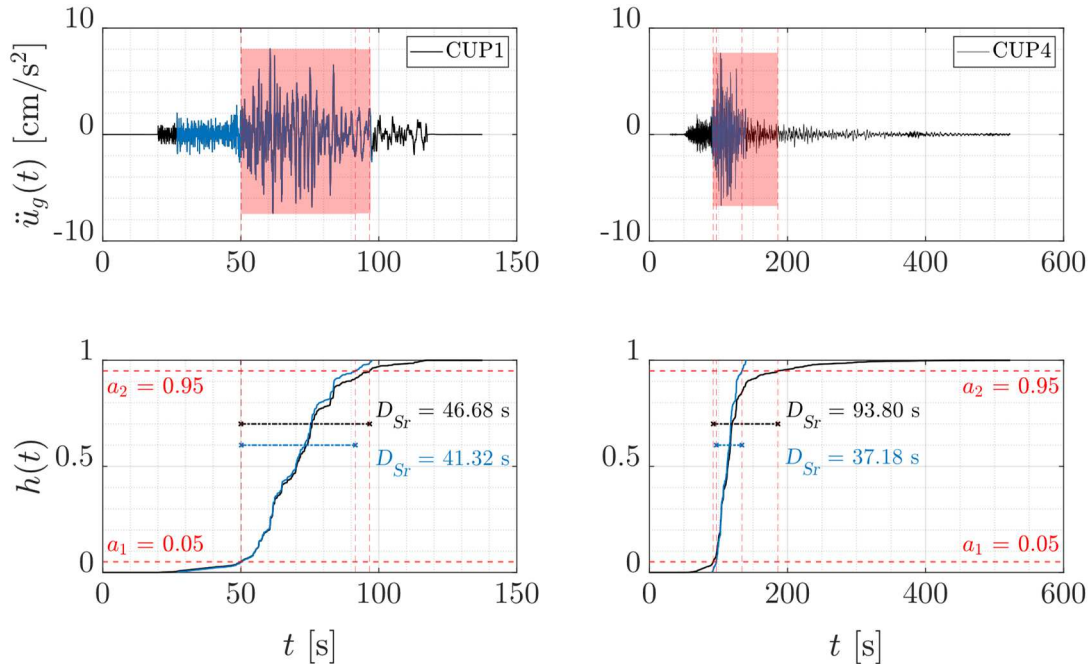 10
0
-10
ü_g(t) [cm/s²]
CUP1
0 50 100 150
10
0
-10
CUP4
0 200 400 600
1
0.5
0
h(t)
a₂ = 0.95
D_Sr = 46.68 s
D_Sr = 41.32 s
a₁ = 0.05
0 50 100 150
t [s]
1
0.5
0
a₂ = 0.95
D_Sr = 93.80 s
D_Sr = 37.18 s
a₁ = 0.05
0 200 400 600
t [s]